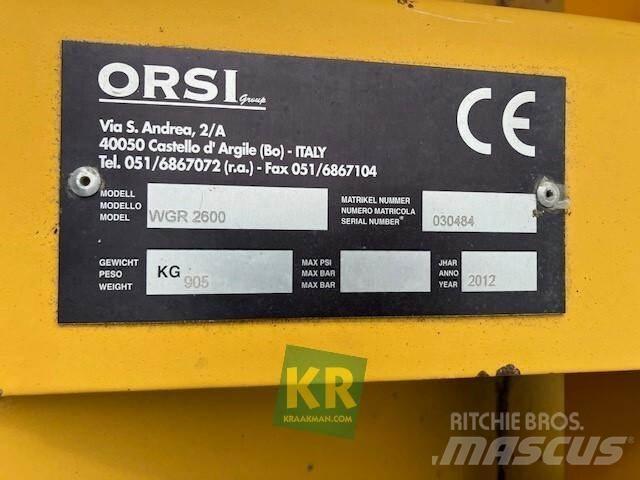 ORSI Group
CE
Via S. Andrea, 2/A
40050 Castello d' Argile (Bo) - ITALY
Tel. 051/6867072 (r.a.) - Fax 051/6867104
MODELL
MODELLO
MODEL
WGR 2600
MATRIKEL NUMMER
NUMERO MATRICOLA
SERIAL NUMBER*
030484
GEWICHT
PESO
WEIGHT
KG 905
MAX PSI
MAX BAR
MAX BAR
JHAR
ANNO
YEAR
2012
KR
KRAAKMAN.COM
RITCHIE BROS.
MASCUS